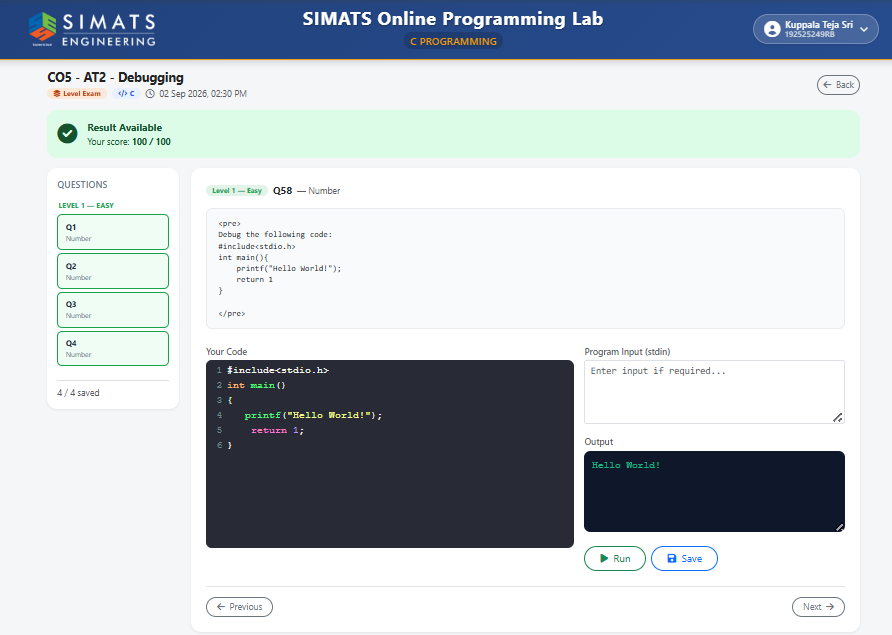 SIMATS
ENGINEERING
SIMATS Online Programming Lab
C PROGRAMMING
Kuppala Teja Sri
192525249RB
CO5 - AT2 - Debugging
Level Exam
</> C
02 Sep 2026, 02:30 PM
← Back
Result Available
Your score: 100 / 100
QUESTIONS
LEVEL 1 — EASY
Q1
Number
Q2
Number
Q3
Number
Q4
Number
4 / 4 saved
Level 1 — Easy Q58 — Number
<pre>
Debug the following code:
#include<stdio.h>
int main(){
    printf("Hello World!");
    return 1
}
</pre>
Your Code
1 #include<stdio.h>
2 int main()
3 {
4    printf("Hello World!");
5     return 1;
6 }
Program Input (stdin)
Enter input if required...
Output
Hello World!
Run
Save
← Previous
Next →